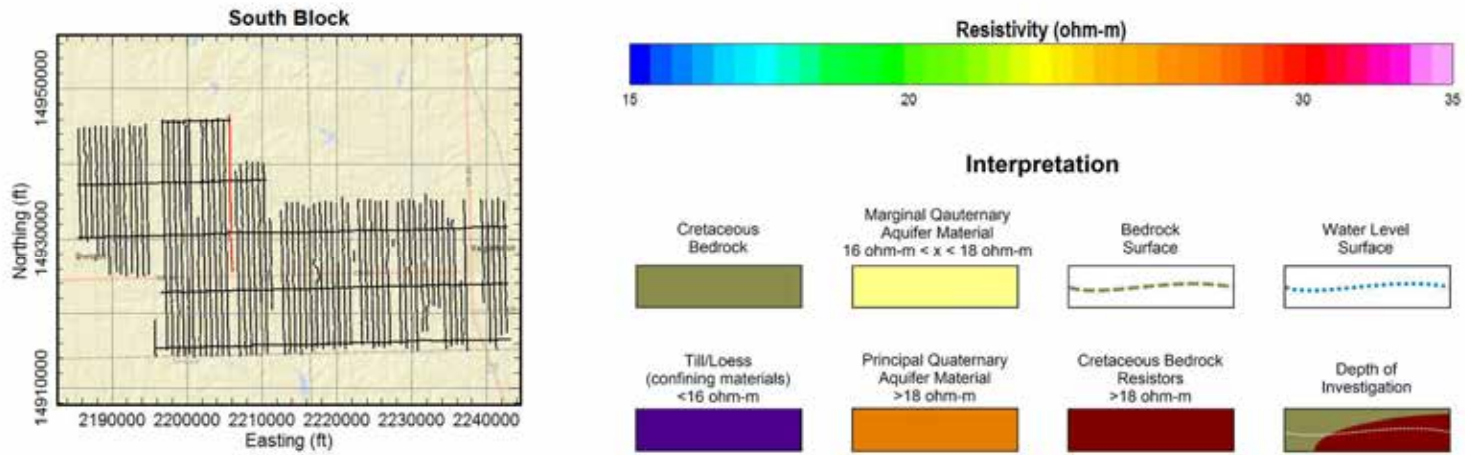 South Block
14950000
14930000
14910000
Northing (ft)
2190000 2200000 2210000 2220000 2230000 2240000
Easting (ft)
Resistivity (ohm-m)
15 20 30 35
Interpretation
Cretaceous
Bedrock
Marginal Qauternary
Aquifer Material
16 ohm-m < x < 18 ohm-m
Bedrock
Surface
Water Level
Surface
Till/Loess
(confining materials)
<16 ohm-m
Principal Quaternary
Aquifer Material
>18 ohm-m
Cretaceous Bedrock
Resistors
>18 ohm-m
Depth of
Investigation